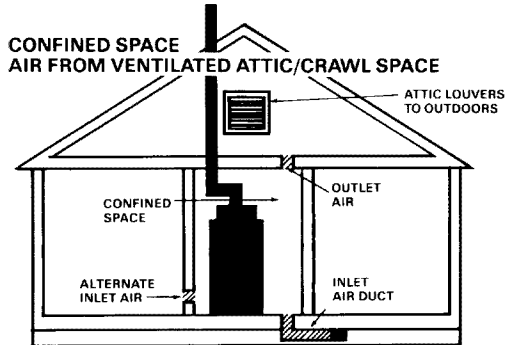 CONFINED SPACE
AIR FROM VENTILATED ATTIC/CRAWL SPACE
ATTIC LOUVERS
TO OUTDOORS
OUTLET
AIR
CONFINED
SPACE
ALTERNATE
INLET AIR
INLET
AIR DUCT